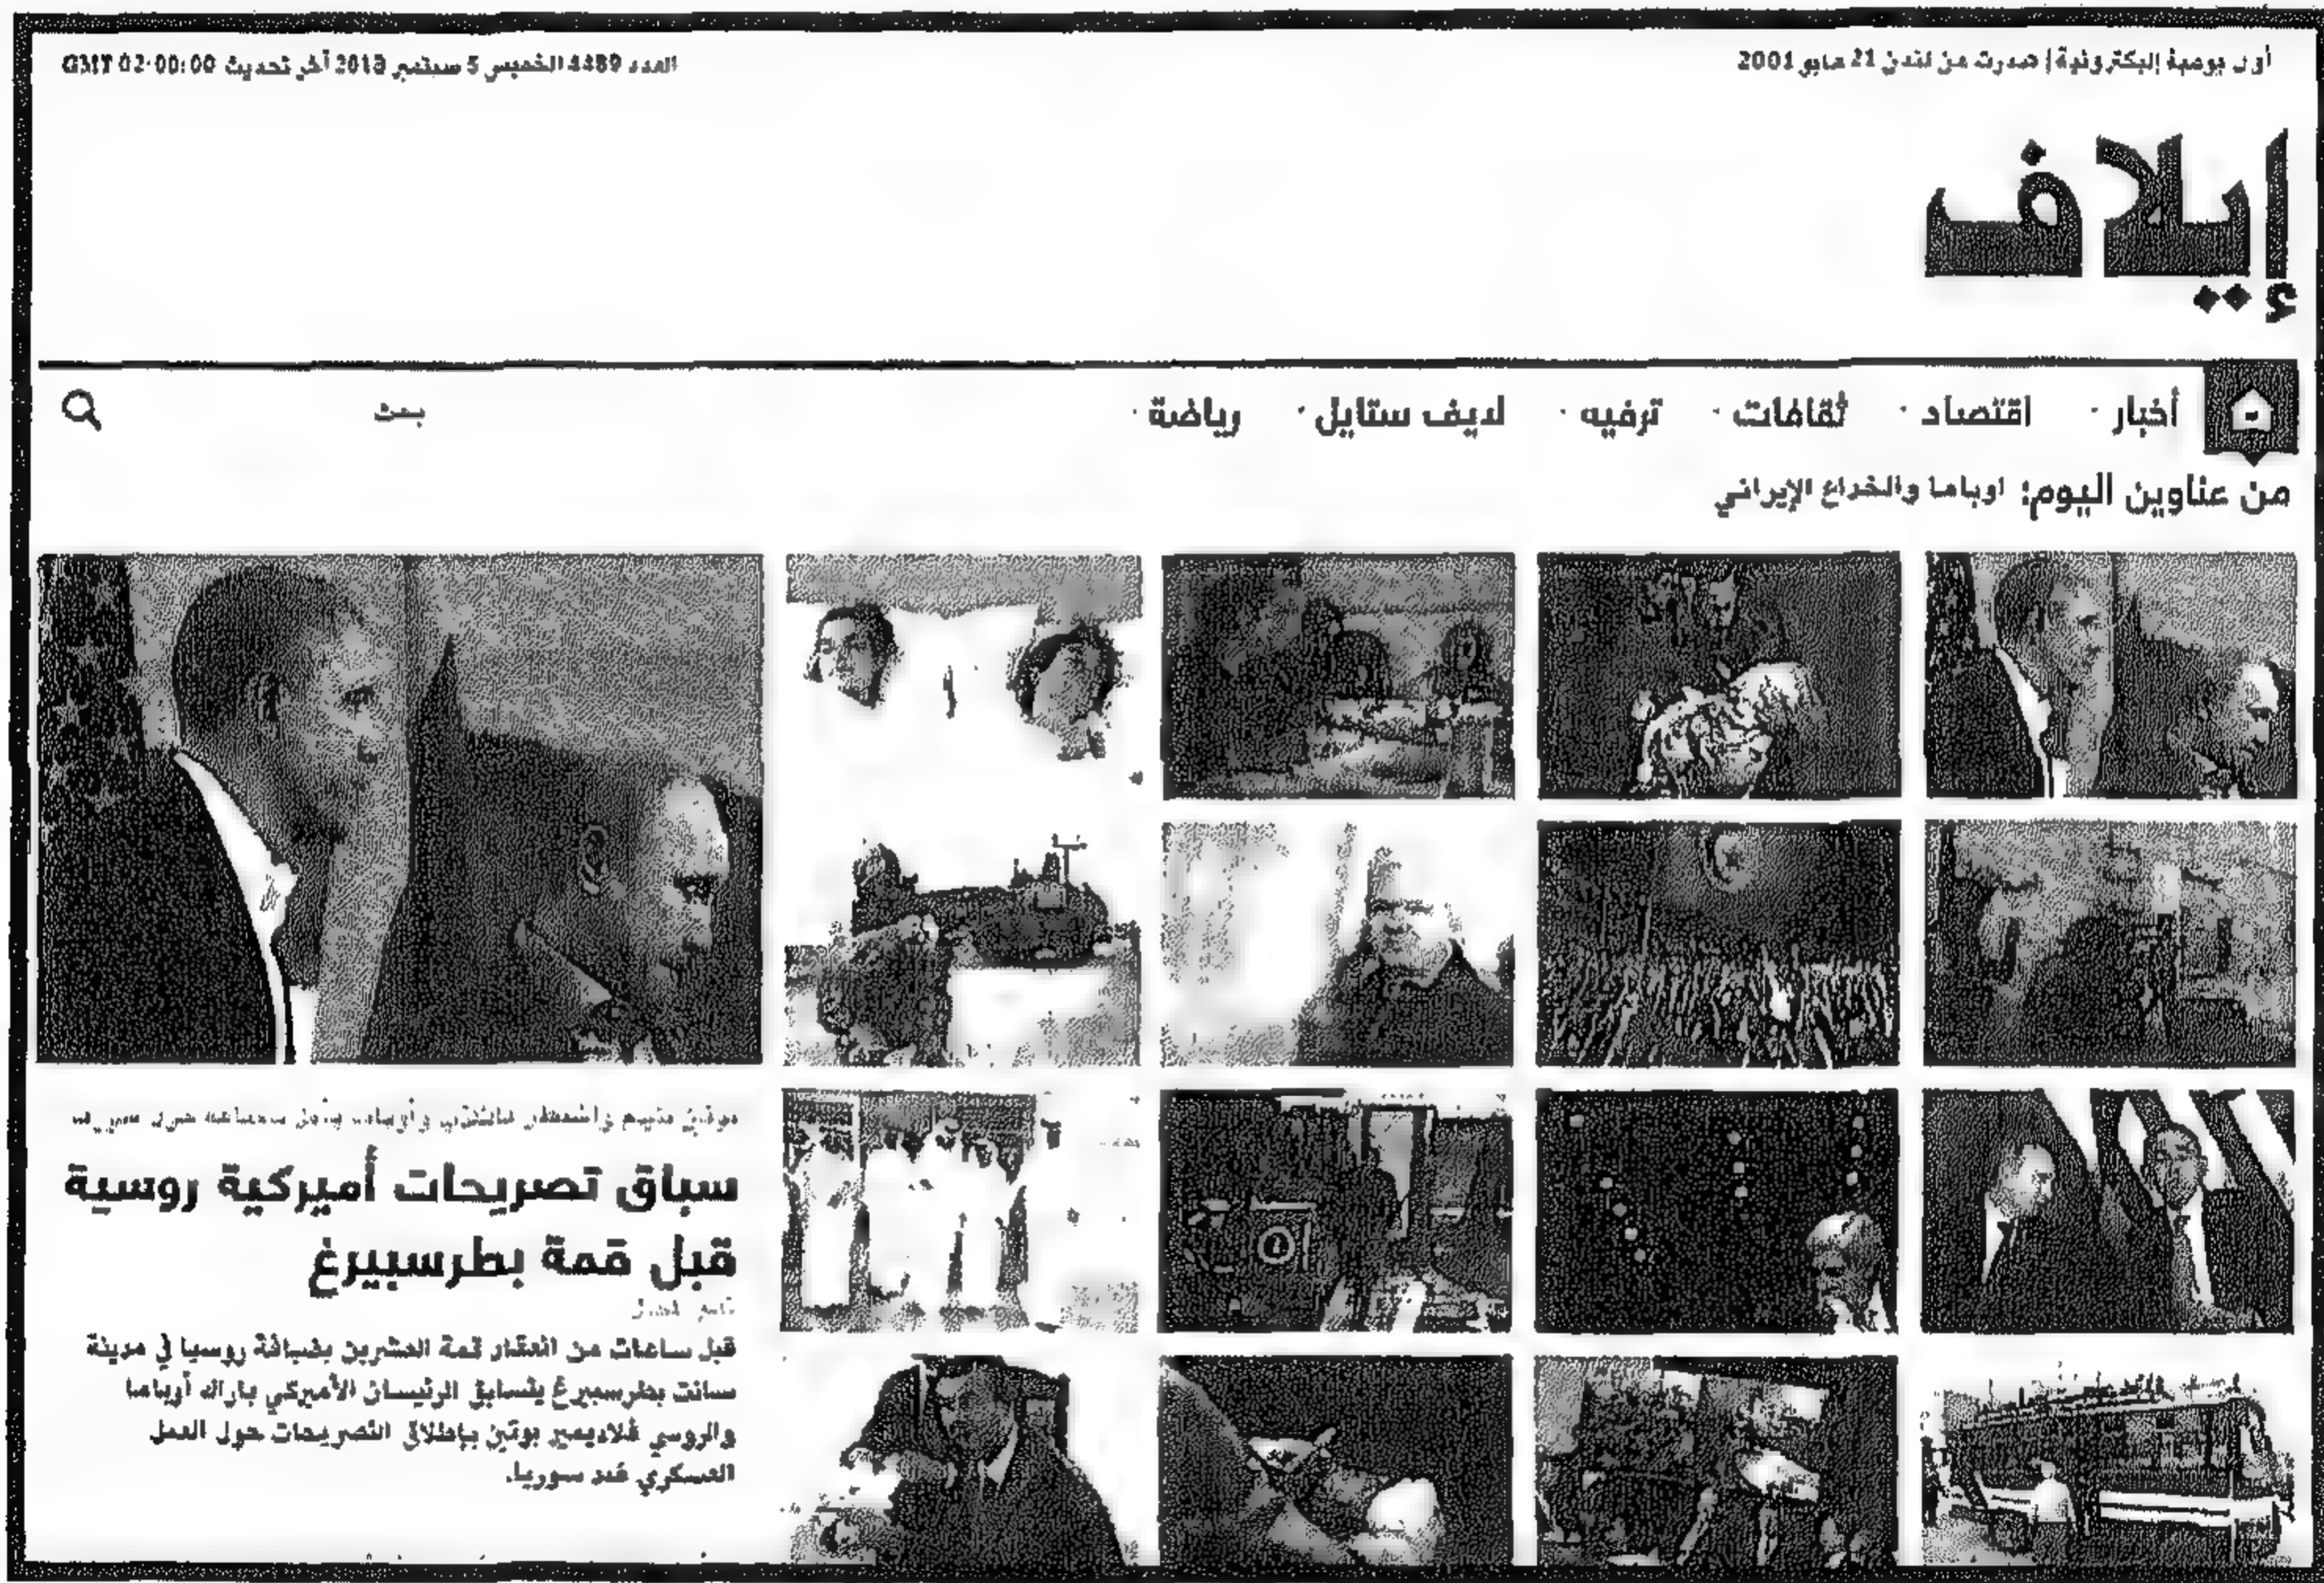 أول يومية إليكترونية| صدرت من لندن 21 مايو 2001
العدد 4489 الخميس 5 سبتمبر 2013 آخر تحديث GMT 02:00:00
إيلاف
أخبار اقتصاد ثقافات ترفيه لايف ستايل رياضة
بحث
من عناوين اليوم: اوباما والخداع الإيراني
سباق تصريحات أميركية روسية
قبل قمة بطرسبيرغ
قبل ساعات من انعقاد قمة العشرين بضيافة روسيا في مدينة
سانت بطرسبيرغ يتسابق الرئيسان الأميركي باراك أوباما
والروسي فلاديمير بوتين بإطلاق التصريحات حول العمل
العسكري ضد سوريا.